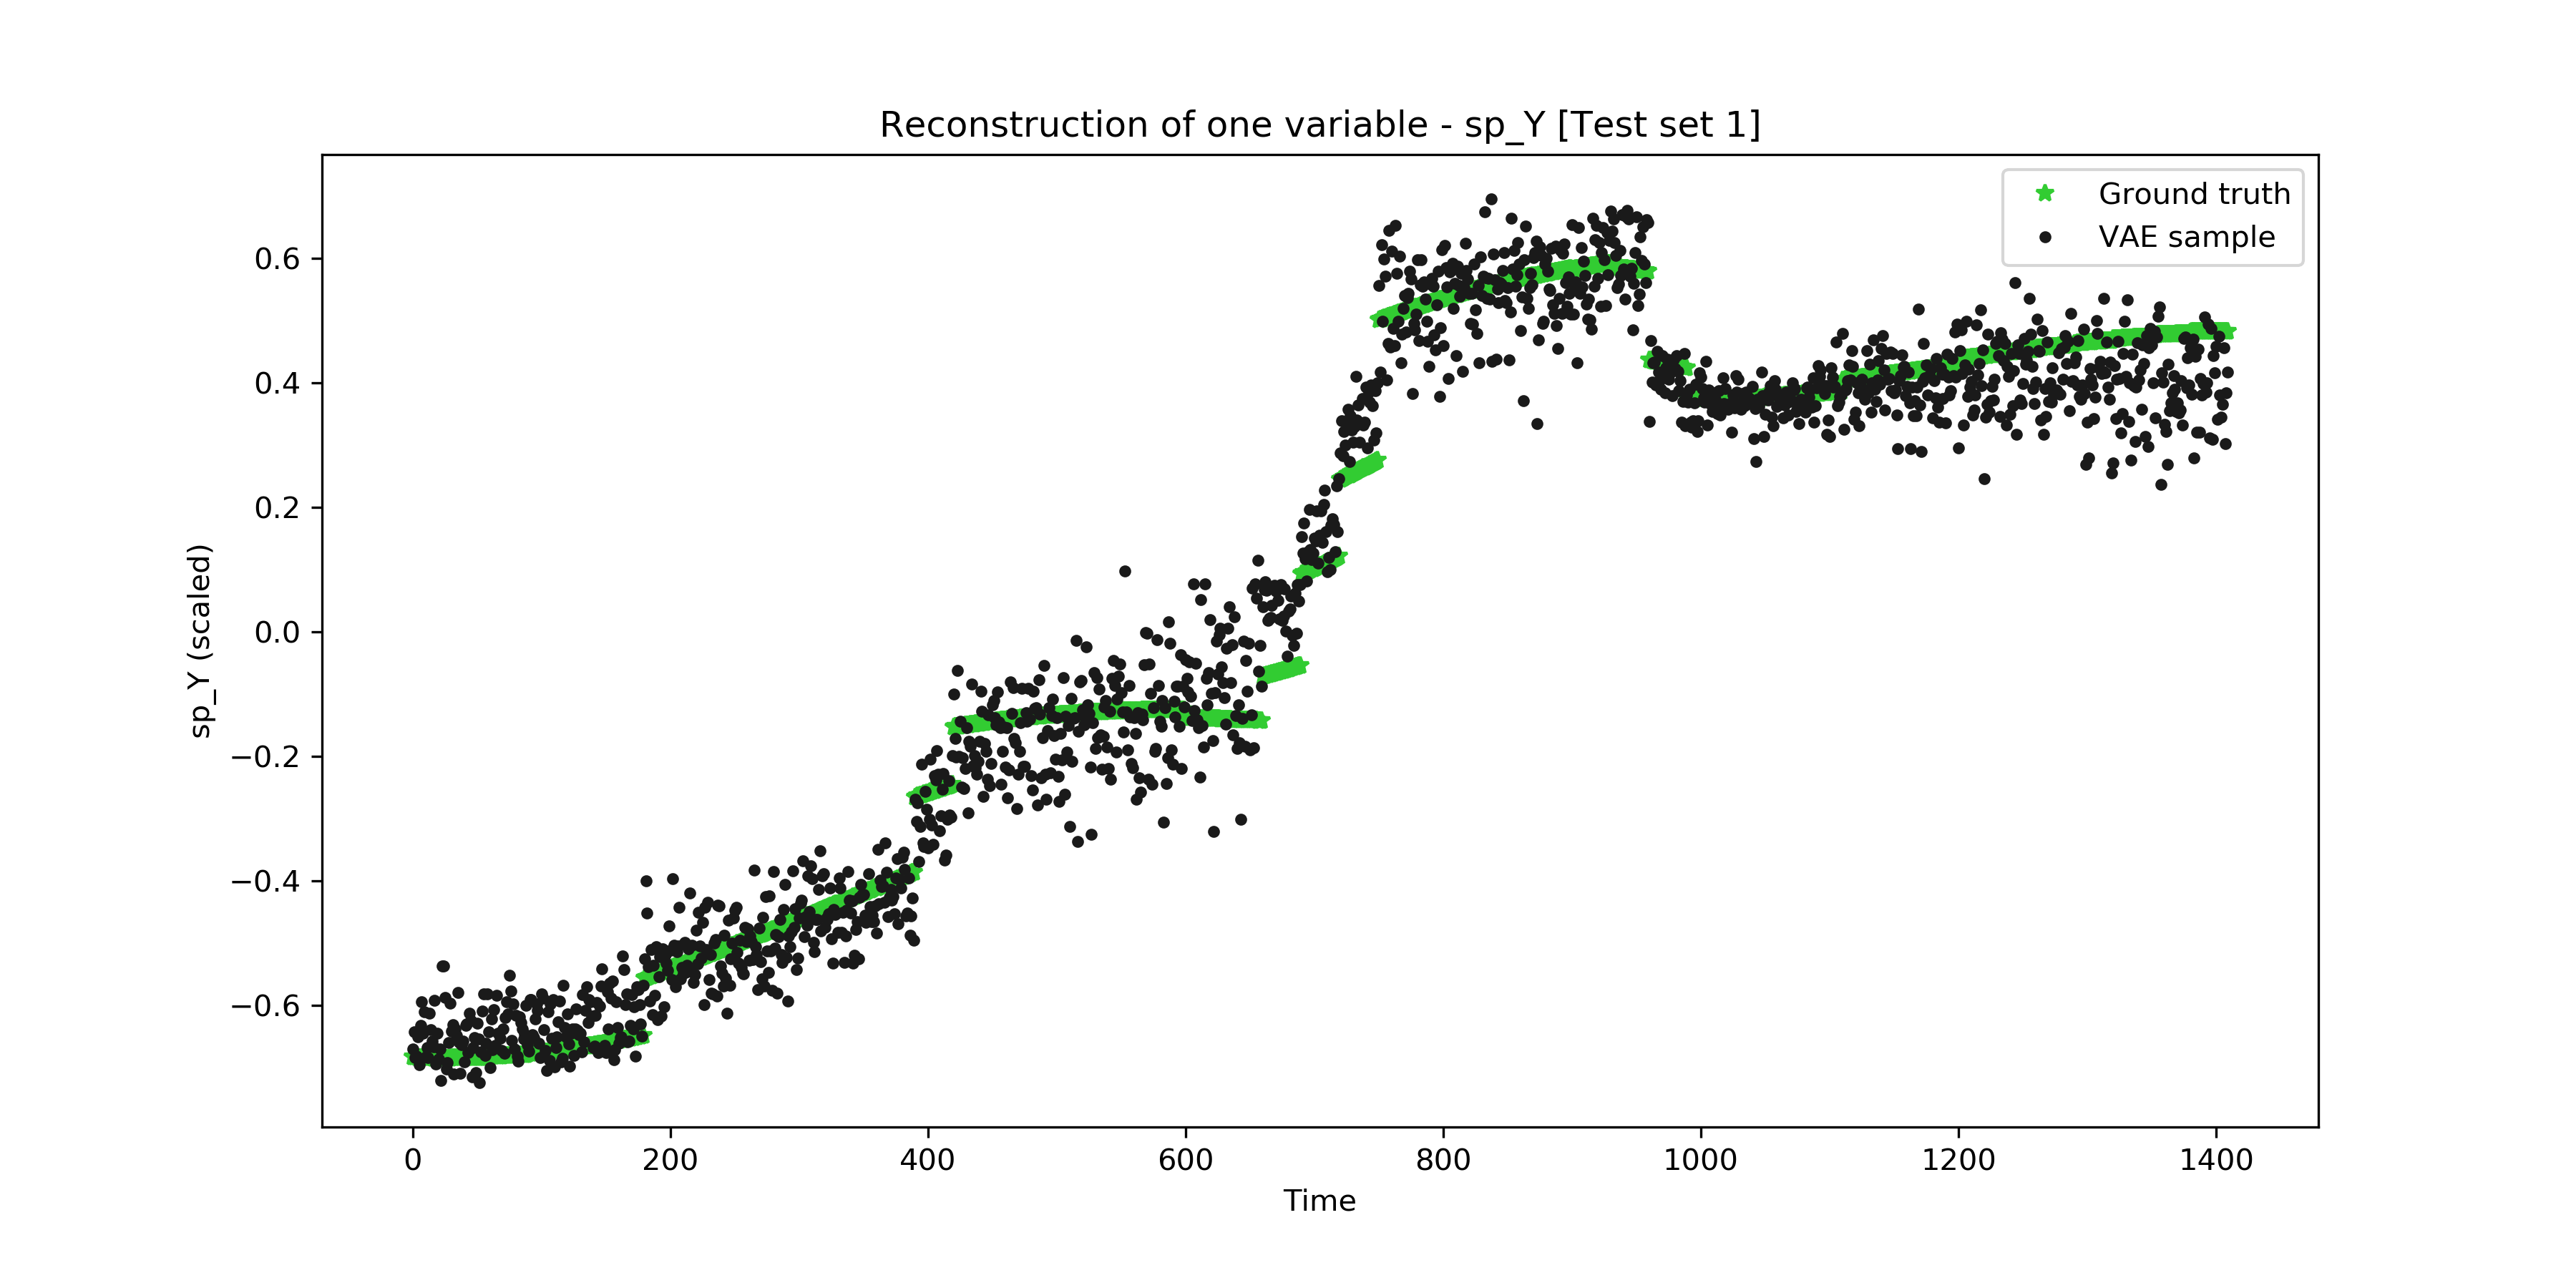 Reconstruction of one variable - sp_Y [Test set 1]
Ground truth
VAE sample
sp_Y (scaled)
0.6
0.4
0.2
0.0
−0.2
−0.4
−0.6
0 200 400 600 800 1000 1200 1400
Time